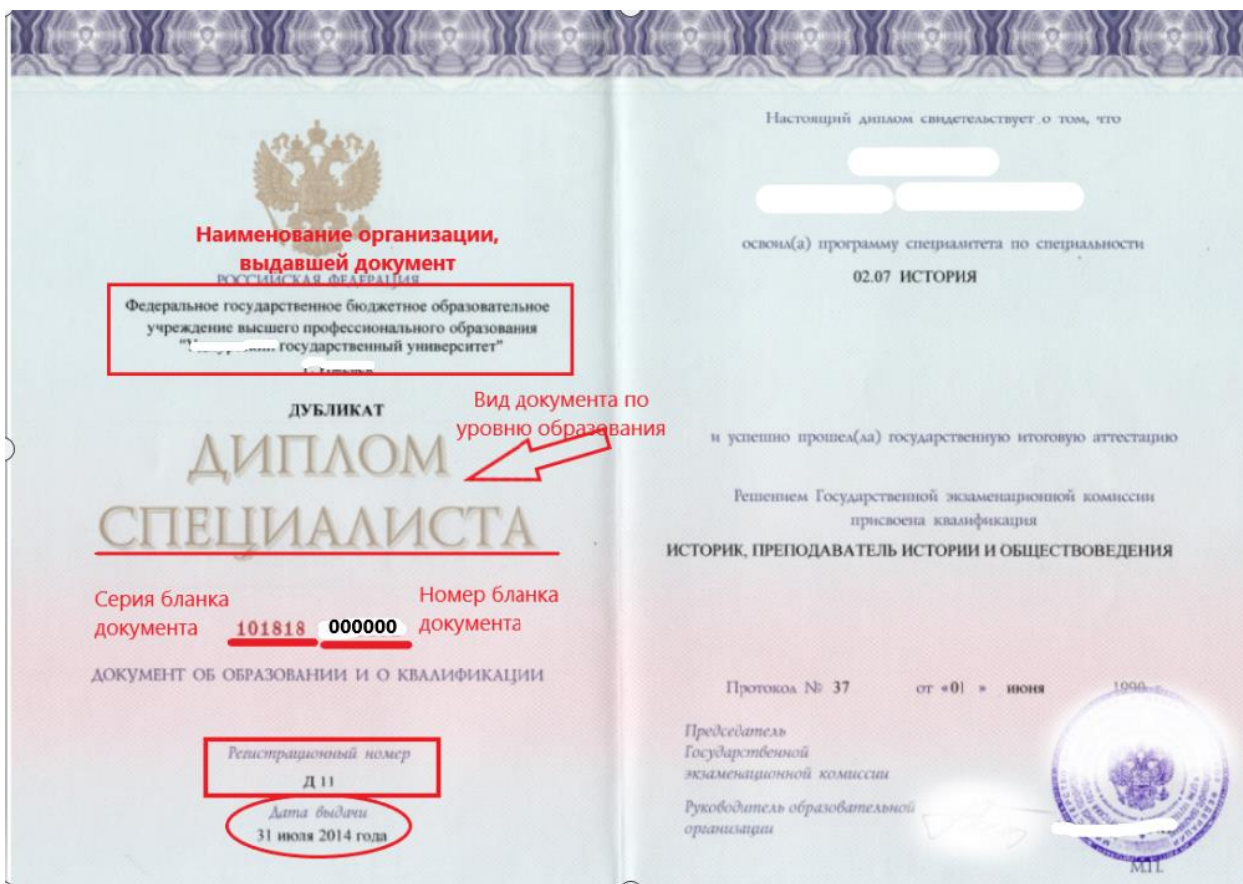 Наименование организации,
выдавшей документ
РОССИЙСКАЯ ФЕДЕРАЦИЯ
Федеральное государственное бюджетное образовательное
учреждение высшего профессионального образования
государственный университет"
ДУБЛИКАТ
Вид документа по
уровню образования
ДИПЛОМ
СПЕЦИАЛИСТА
Серия бланка
документа
101818 000000
Номер бланка
документа
ДОКУМЕНТ ОБ ОБРАЗОВАНИИ И О КВАЛИФИКАЦИИ
Регистрационный номер
Д 11
Дата выдачи
31 июля 2014 года
Настоящий диплом свидетельствует о том, что
освоил(а) программу специалитета по специальности
02.07 ИСТОРИЯ
и успешно прошел(ла) государственную итоговую аттестацию
Решением Государственной экзаменационной комиссии
присвоена квалификация
ИСТОРИК, ПРЕПОДАВАТЕЛЬ ИСТОРИИ И ОБЩЕСТВОВЕДЕНИЯ
Протокол № 37 от «01 » июня 1990 г.
Председатель
Государственной
экзаменационной комиссии
Руководитель образовательной
организации
М.П.